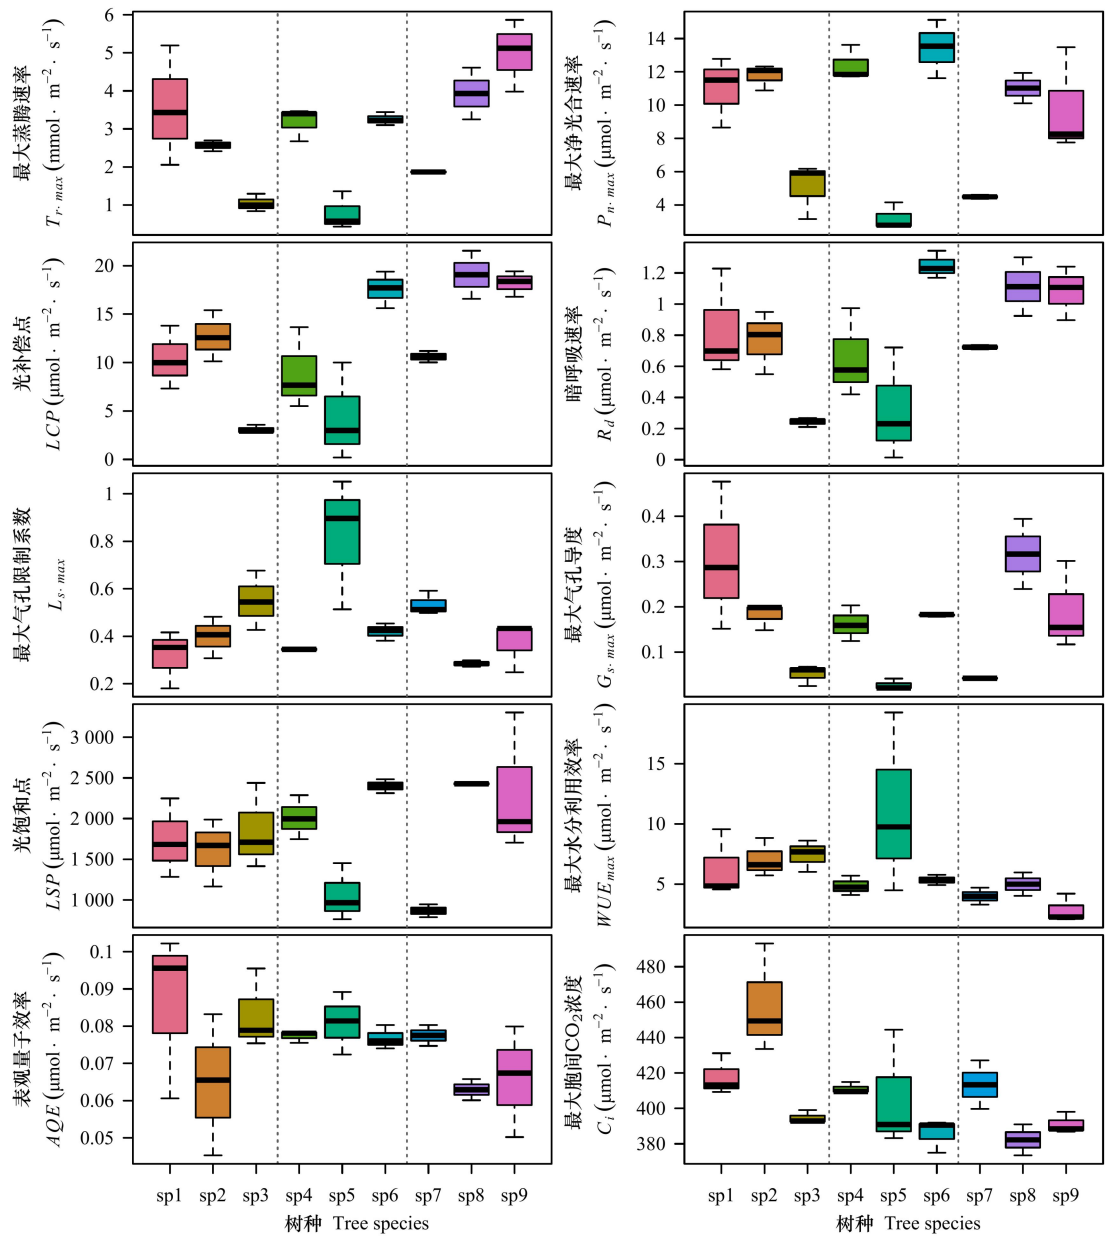 最大蒸腾速率
Tr·max (mmol · m−2 · s−1)
6
5
4
3
2
1
最大净光合速率
Pn·max (μmol · m−2 · s−1)
14
12
10
8
6
4
光补偿点
LCP (μmol · m−2 · s−1)
20
15
10
5
0
暗呼吸速率
Rd (μmol · m−2 · s−1)
1.2
1
0.8
0.6
0.4
0.2
0
最大气孔限制系数
Ls·max
1
0.8
0.6
0.4
0.2
最大气孔导度
Gs·max (μmol · m−2 · s−1)
0.4
0.3
0.2
0.1
光饱和点
LSP (μmol · m−2 · s−1)
3 000
2 500
2 000
1 500
1 000
最大水分利用效率
WUEmax (μmol · m−2 · s−1)
15
10
5
表观量子效率
AQE (μmol · m−2 · s−1)
0.1
0.09
0.08
0.07
0.06
0.05
最大胞间CO2浓度
Ci (μmol · m−2 · s−1)
480
460
440
420
400
380
sp1 sp2 sp3 sp4 sp5 sp6 sp7 sp8 sp9
树种 Tree species
sp1 sp2 sp3 sp4 sp5 sp6 sp7 sp8 sp9
树种 Tree species